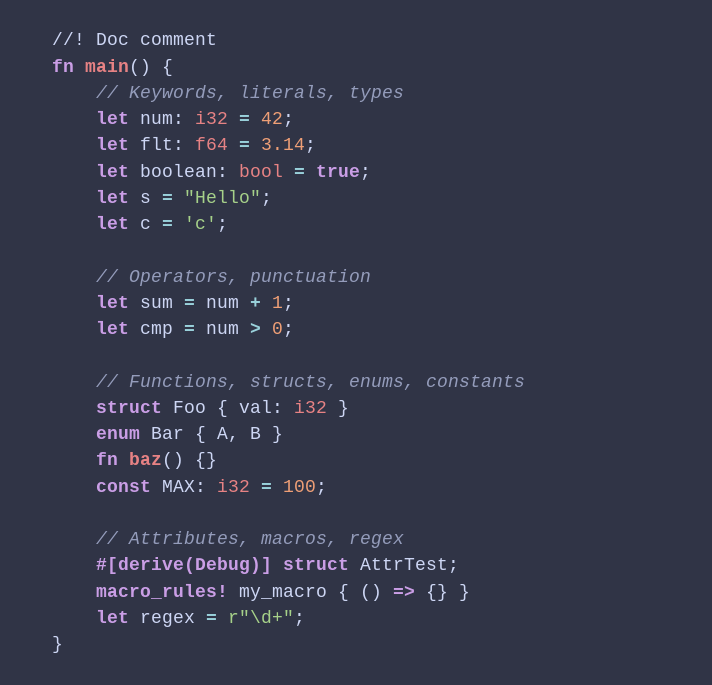 //! Doc comment
fn main() {
    // Keywords, literals, types
    let num: i32 = 42;
    let flt: f64 = 3.14;
    let boolean: bool = true;
    let s = "Hello";
    let c = 'c';

    // Operators, punctuation
    let sum = num + 1;
    let cmp = num > 0;

    // Functions, structs, enums, constants
    struct Foo { val: i32 }
    enum Bar { A, B }
    fn baz() {}
    const MAX: i32 = 100;

    // Attributes, macros, regex
    #[derive(Debug)] struct AttrTest;
    macro_rules! my_macro { () => {} }
    let regex = r"\d+";
}